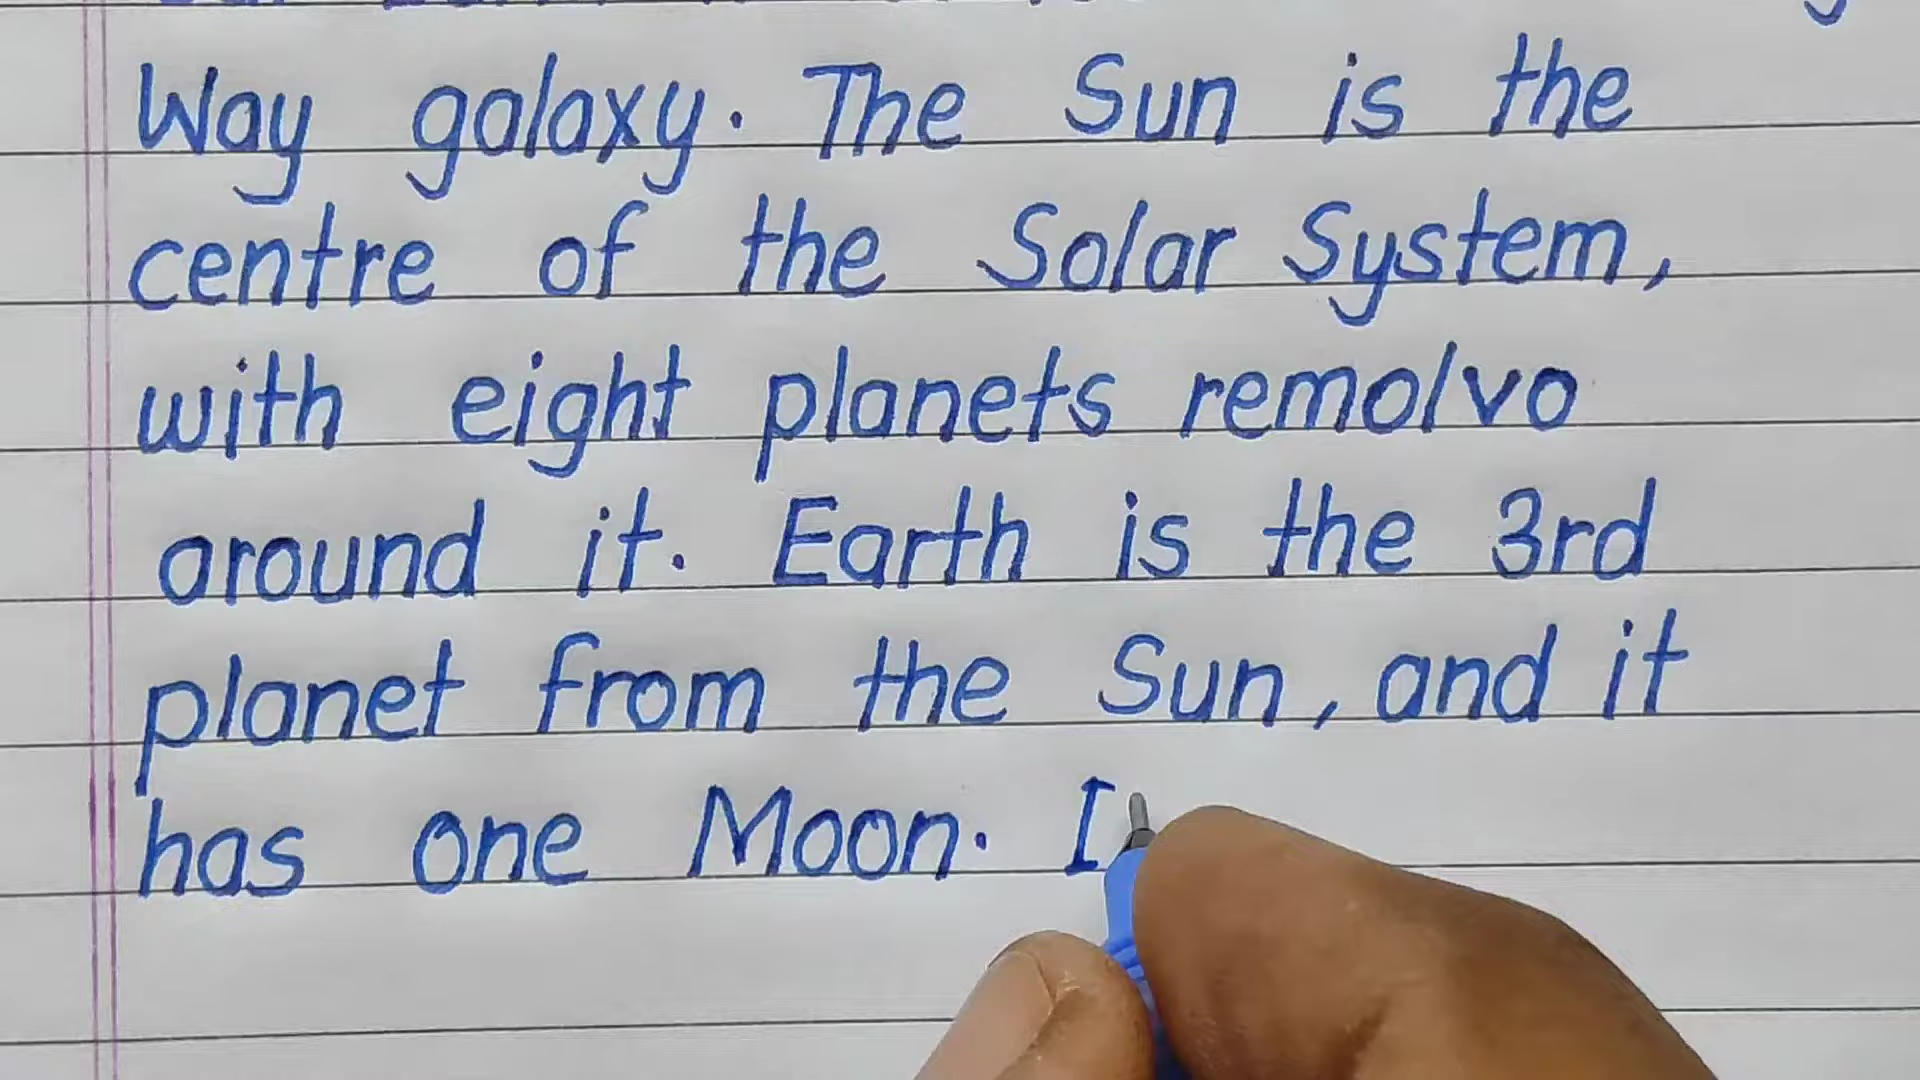 Way galaxy. The Sun is the
centre of the Solar System,
with eight planets remolvo
around it. Earth is the 3rd
planet from the Sun, and it
has one Moon. I